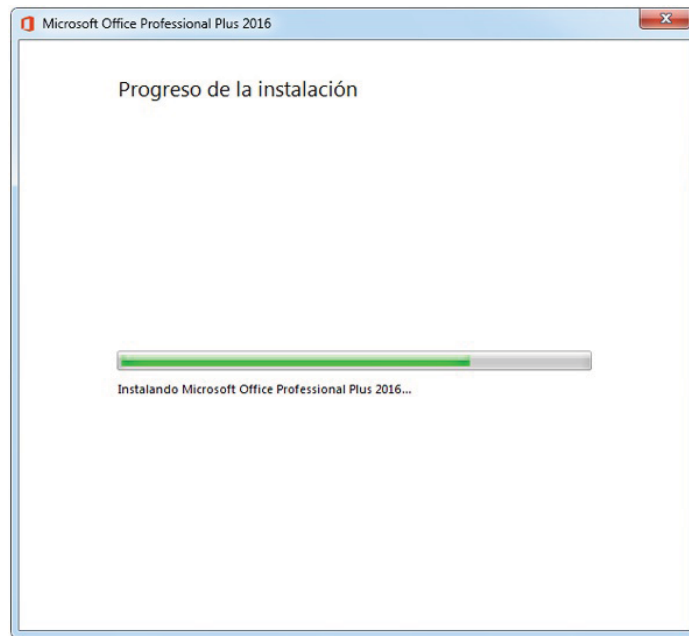 Microsoft Office Professional Plus 2016
Progreso de la instalación
Instalando Microsoft Office Professional Plus 2016...